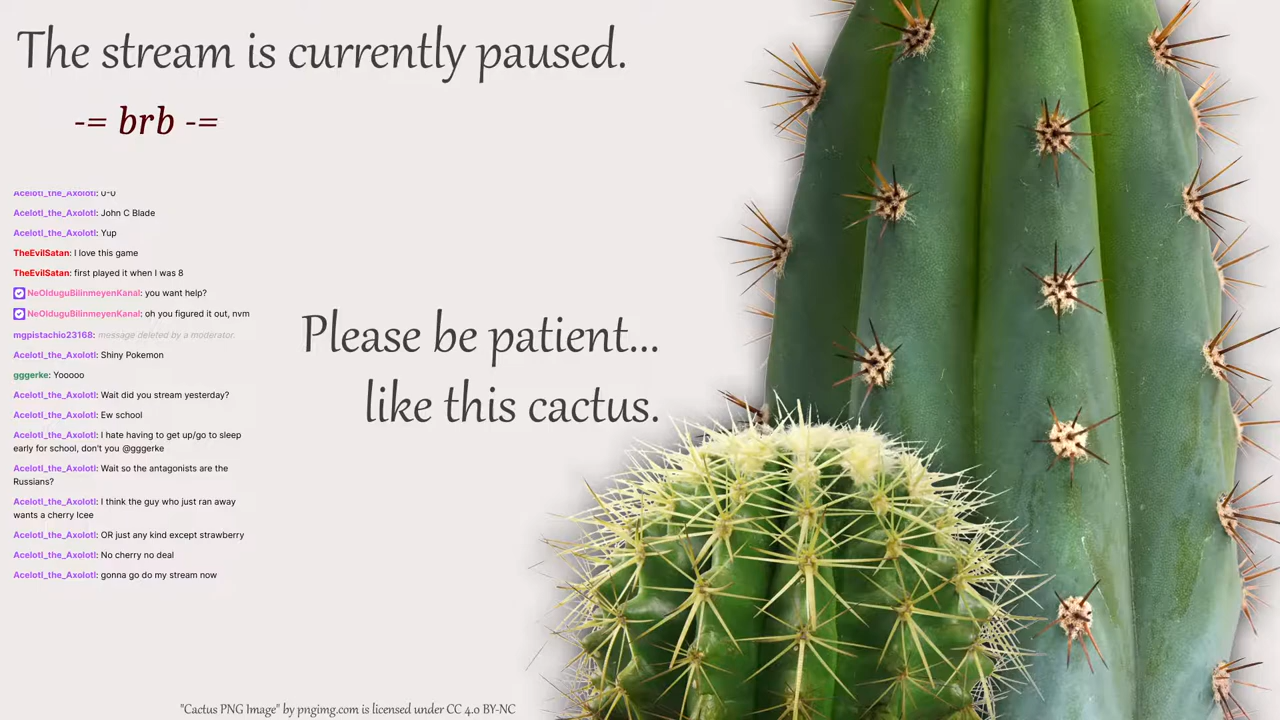 The stream is currently paused.
-= brb -=
Acelotl_the_Axolotl: 0-0
Acelotl_the_Axolotl: John C Blade
Acelotl_the_Axolotl: Yup
TheEvilSatan: I love this game
TheEvilSatan: first played it when I was 8
NeOlduguBilinmeyenKanal: you want help?
NeOlduguBilinmeyenKanal: oh you figured it out, nvm
mgpistachio23168: message deleted by a moderator.
Acelotl_the_Axolotl: Shiny Pokemon
gggerke: Yooooo
Acelotl_the_Axolotl: Wait did you stream yesterday?
Acelotl_the_Axolotl: Ew school
Acelotl_the_Axolotl: I hate having to get up/go to sleep
early for school, don't you @gggerke
Acelotl_the_Axolotl: Wait so the antagonists are the
Russians?
Acelotl_the_Axolotl: I think the guy who just ran away
wants a cherry Icee
Acelotl_the_Axolotl: OR just any kind except strawberry
Acelotl_the_Axolotl: No cherry no deal
Acelotl_the_Axolotl: gonna go do my stream now
Please be patient...
like this cactus.
"Cactus PNG Image" by pngimg.com is licensed under CC 4.0 BY-NC